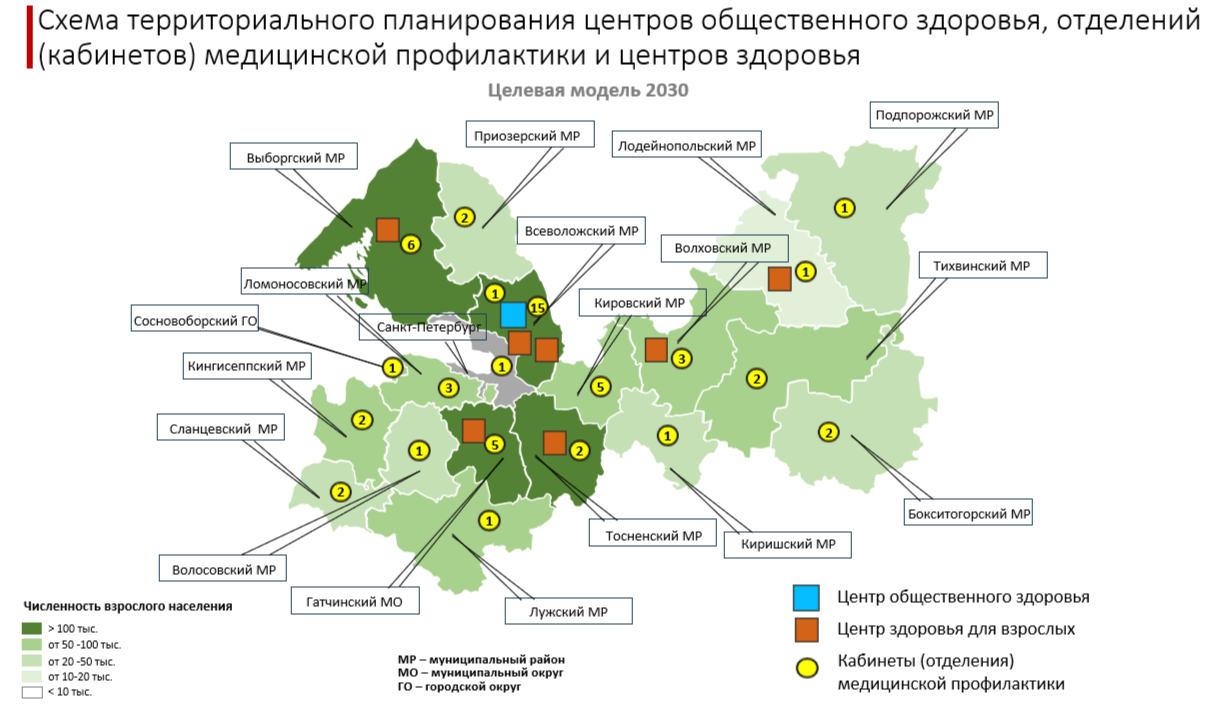 Схема территориального планирования центров общественного здоровья, отделений
(кабинетов) медицинской профилактики и центров здоровья
Целевая модель 2030
Подпорожский МР
Приозерский МР
Лодейнопольский МР
Выборгский МР
1
2
Всеволожский МР
Волховский МР
6
Тихвинский МР
1
Ломоносовский МР
1
Кировский МР
15
Сосновоборский ГО
Санкт-Петербург
3
Кингисеппский МР
1
1
2
3
5
2
Сланцевский МР
1
5
2
1
2
2
Бокситогорский МР
1
Тосненский МР
Киришский МР
Волосовский МР
Гатчинский МО
Лужский МР
Численность взрослого населения
> 100 тыс.
от 50 -100 тыс.
от 20 -50 тыс.
от 10-20 тыс.
< 10 тыс.
МР – муниципальный район
МО – муниципальный округ
ГО – городской округ
Центр общественного здоровья
Центр здоровья для взрослых
Кабинеты (отделения)
медицинской профилактики